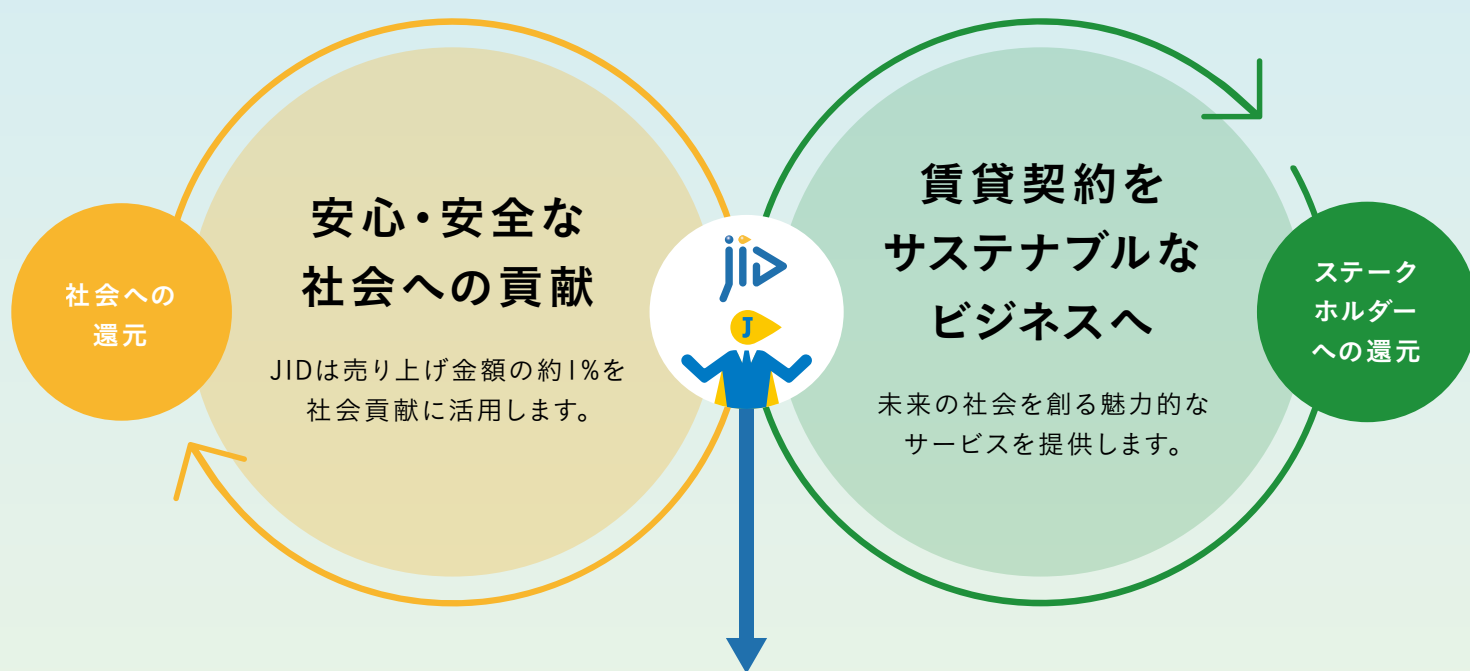 社会への
還元
安心・安全な
社会への貢献
JIDは売り上げ金額の約1%を
社会貢献に活用します。
jID
J
賃貸契約を
サステナブルな
ビジネスへ
未来の社会を創る魅力的な
サービスを提供します。
ステーク
ホルダー
への還元